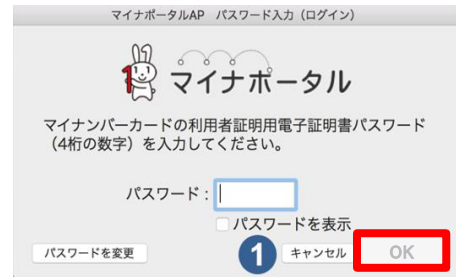 マイナポータルAP パスワード入力（ログイン）
マイナポータル
マイナンバーカードの利用者証明用電子証明書パスワード
（4桁の数字）を入力してください。
パスワード：
パスワードを表示
パスワードを変更
1
キャンセル
OK